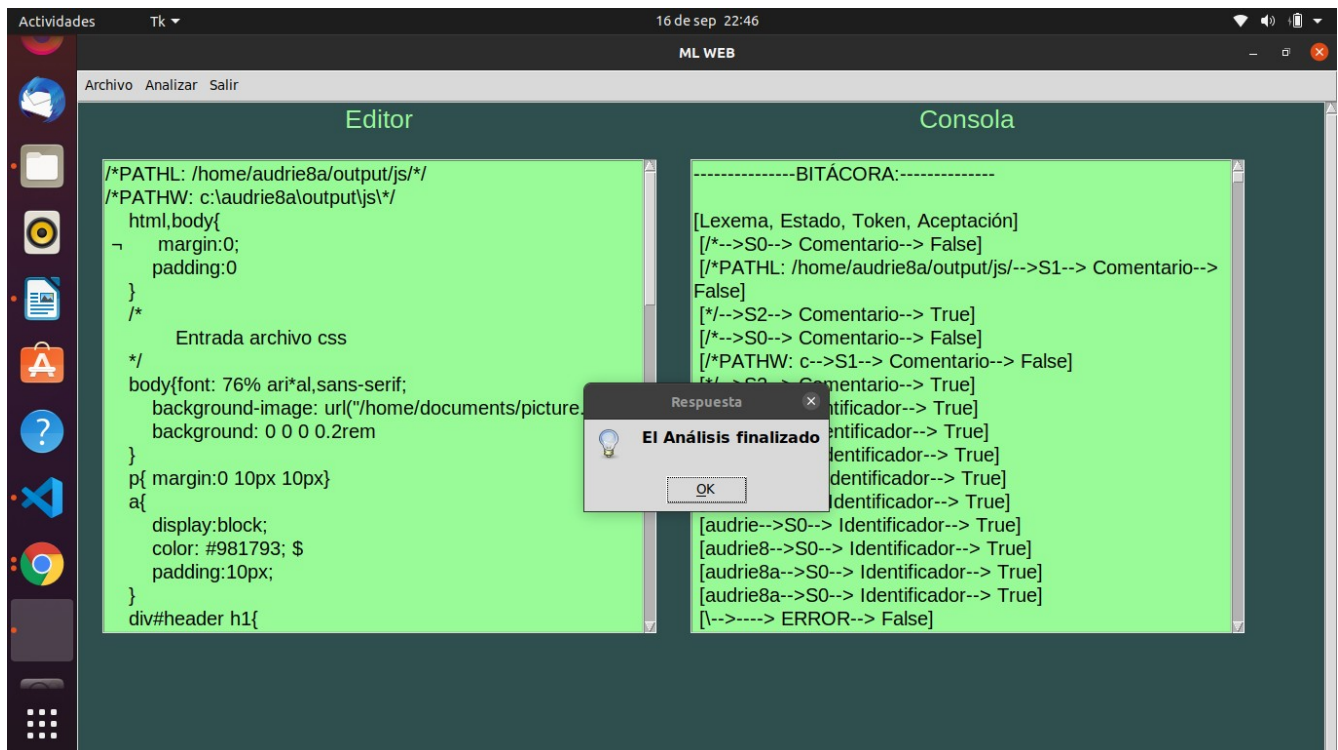 Actividades Tk 16 de sep 22:46
ML WEB
Archivo Analizar Salir
Editor
/*PATHL: /home/audrie8a/output/js/*/
/*PATHW: c:\audrie8a\output\js\*/
html,body{
¬ margin:0;
padding:0
}
/*
Entrada archivo css
*/
body{font: 76% ari*al,sans-serif;
background-image: url("/home/documents/picture.
background: 0 0 0 0.2rem
}
p{ margin:0 10px 10px}
a{
display:block;
color: #981793; $
padding:10px;
}
div#header h1{
Consola
---------------BITÁCORA:--------------
[Lexema, Estado, Token, Aceptación]
[/*-->S0--> Comentario--> False]
[/*PATHL: /home/audrie8a/output/js/-->S1--> Comentario-->
False]
[*/-->S2--> Comentario--> True]
[/*-->S0--> Comentario--> False]
[/*PATHW: c-->S1--> Comentario--> False]
Comentario--> True]
--> True]
--> True]
--> True]
--> True]
Identificador--> True]
[audrie-->S0--> Identificador--> True]
[audrie8-->S0--> Identificador--> True]
[audrie8a-->S0--> Identificador--> True]
[audrie8a-->S0--> Identificador--> True]
[\-->----> ERROR--> False]
Respuesta
El Análisis finalizado
OK